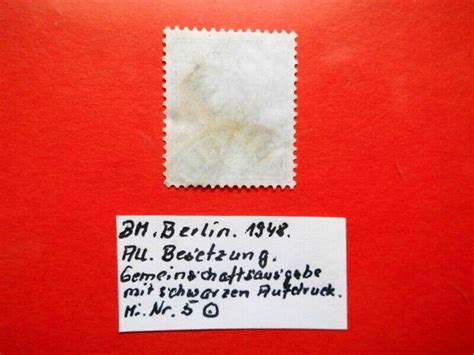 BM. Berlin. 1948.
All. Besetzung.
Gemeinschaftsausgabe
mit schwarzen Aufdruck.
Mi. Nr. 5